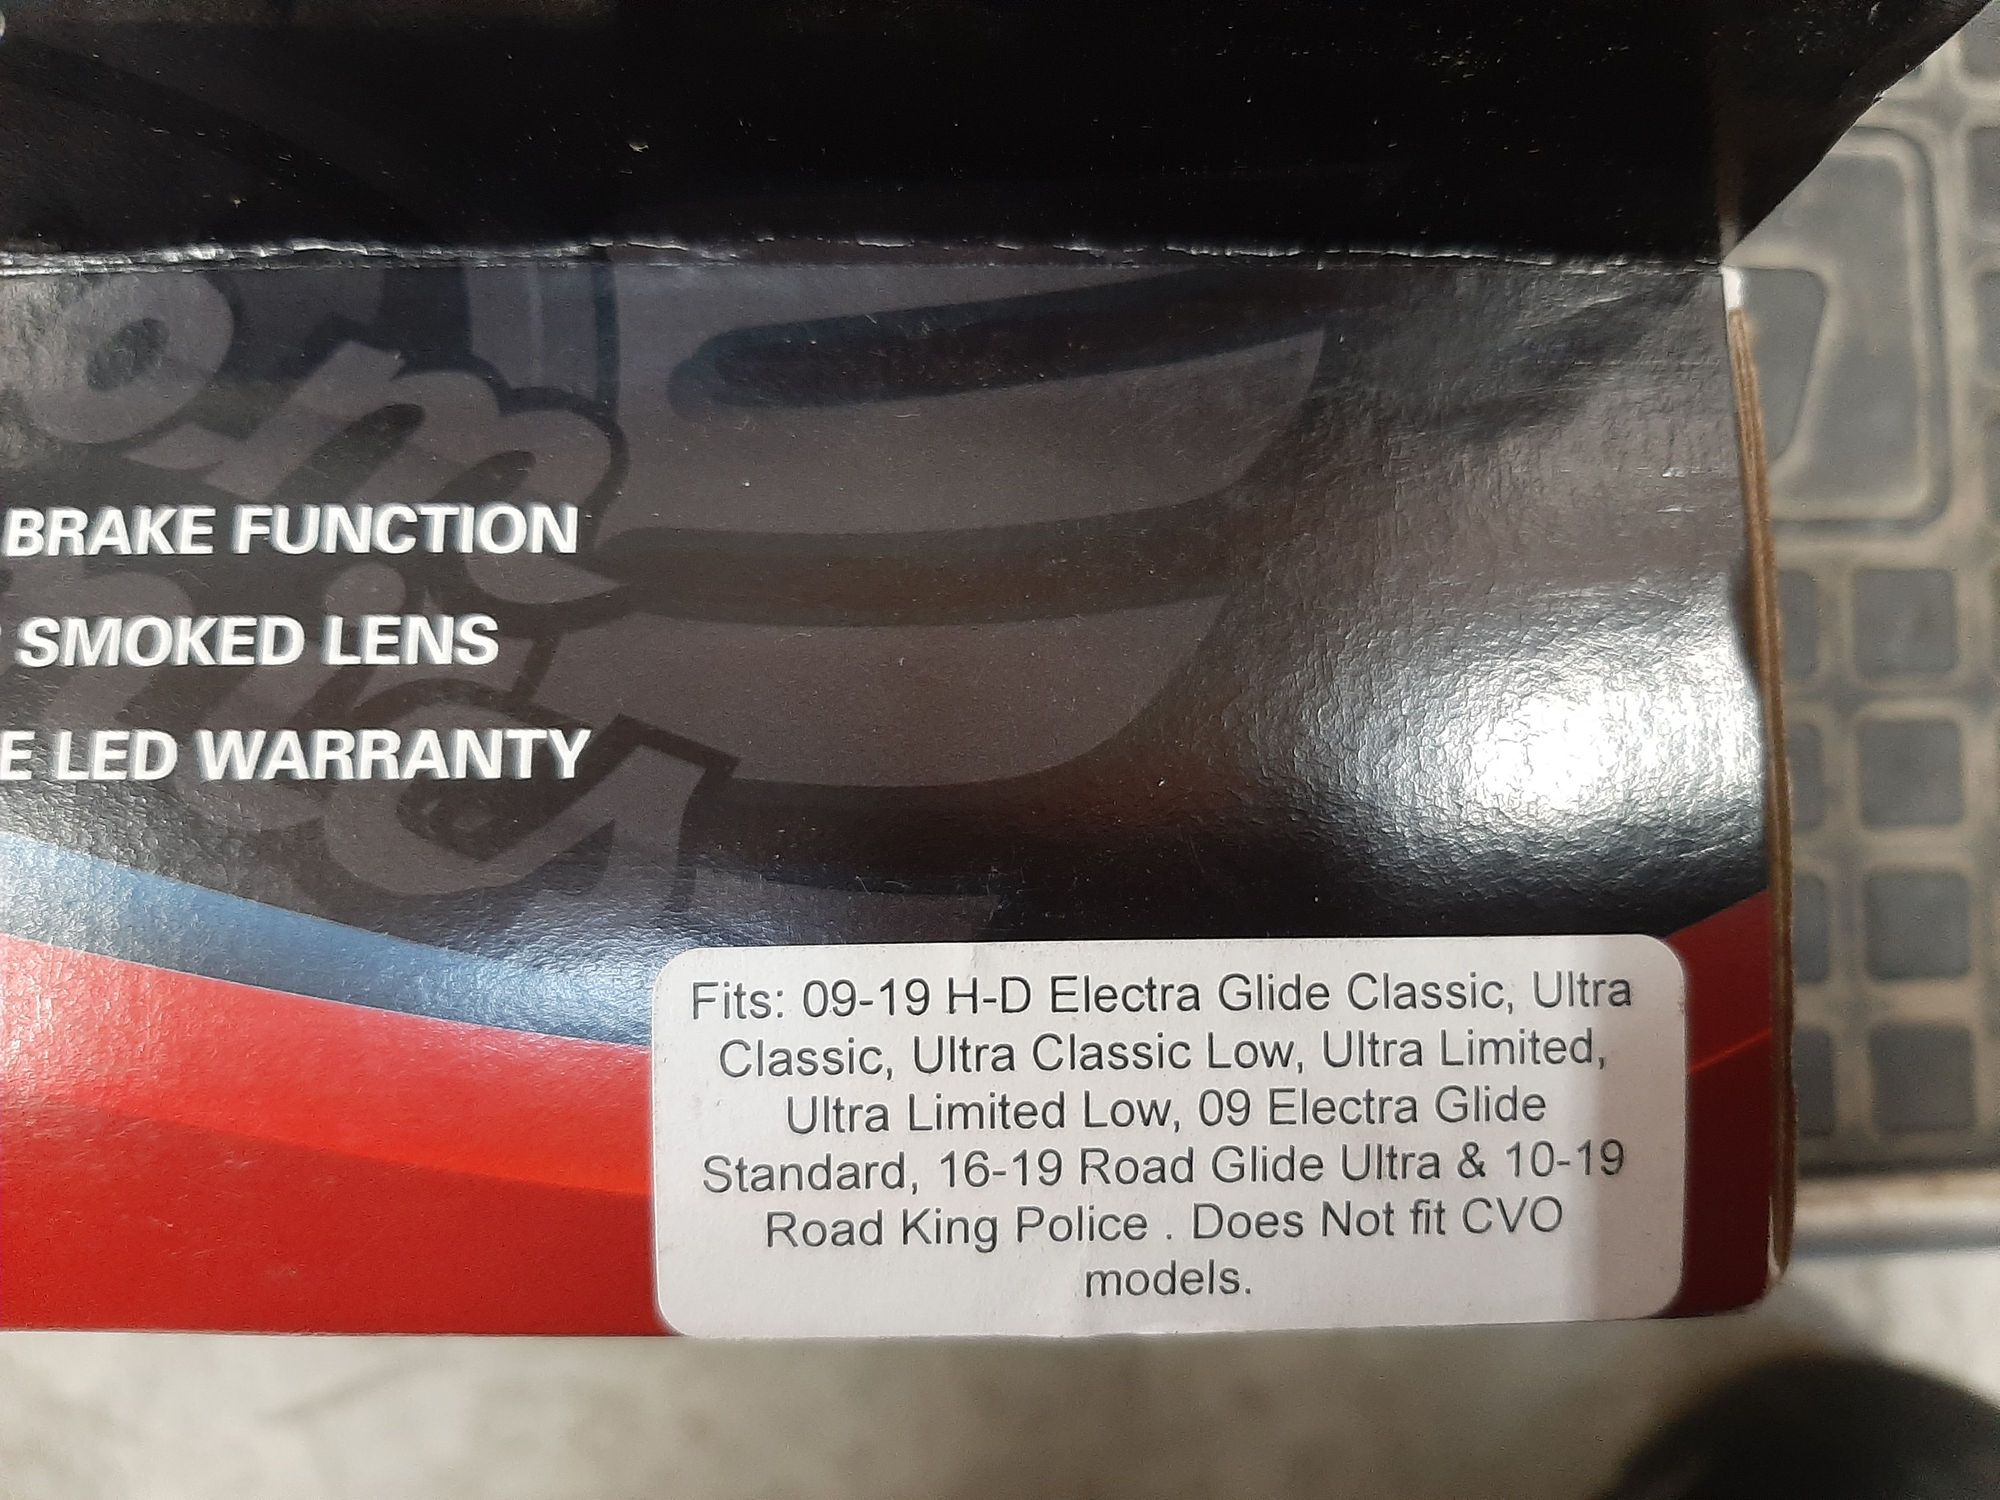 BRAKE FUNCTION
SMOKED LENS
E LED WARRANTY
Fits: 09-19 H-D Electra Glide Classic, Ultra
Classic, Ultra Classic Low, Ultra Limited,
Ultra Limited Low, 09 Electra Glide
Standard, 16-19 Road Glide Ultra & 10-19
Road King Police . Does Not fit CVO
models.